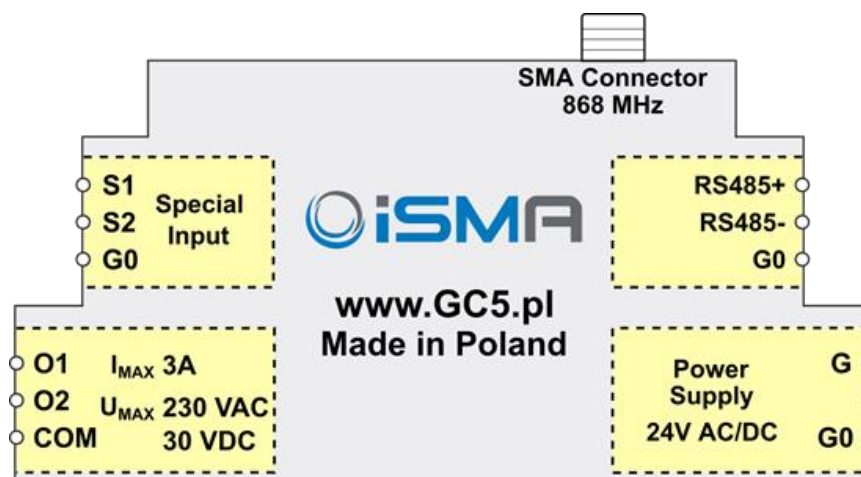 SMA Connector
868 MHz
S1
S2
G0
Special
Input
iSMA
RS485+
RS485-
G0
www.GC5.pl
Made in Poland
O1
O2
COM
IMAX 3A
UMAX 230 VAC
30 VDC
Power
Supply
24V AC/DC
G
G0